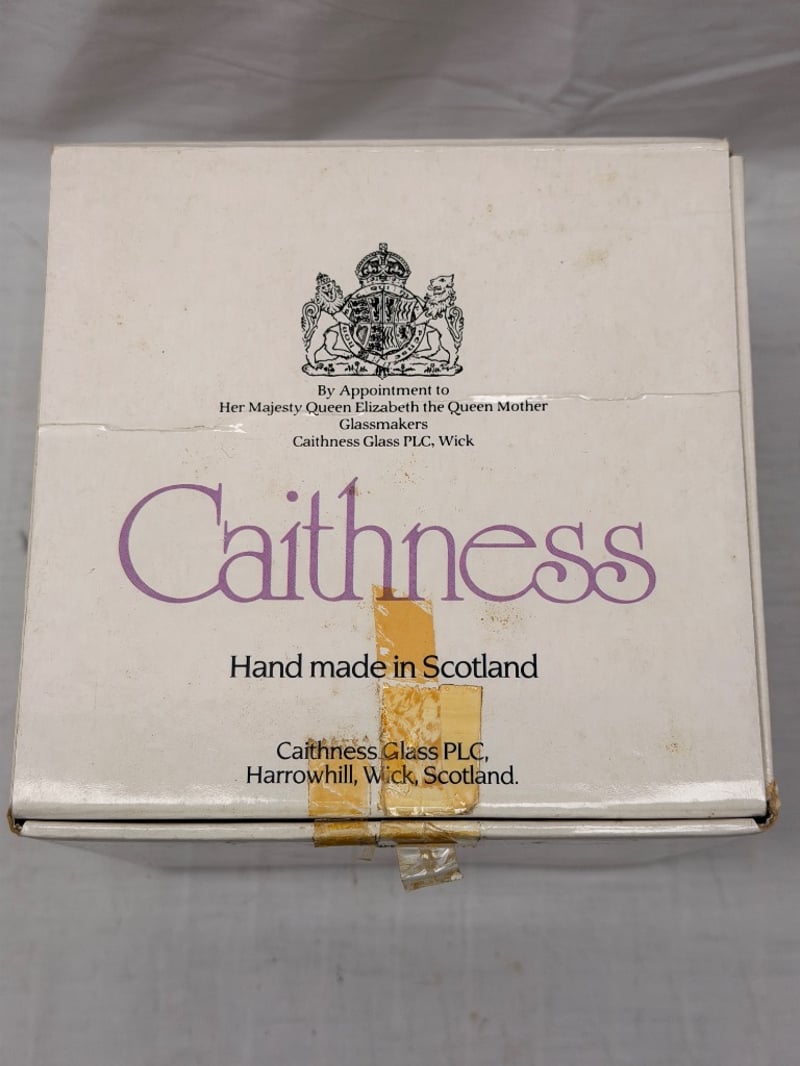 By Appointment to
Her Majesty Queen Elizabeth the Queen Mother
Glassmakers
Caithness Glass PLC, Wick
Caithness
Hand made in Scotland
Caithness Glass PLC,
Harrowhill, Wick, Scotland.